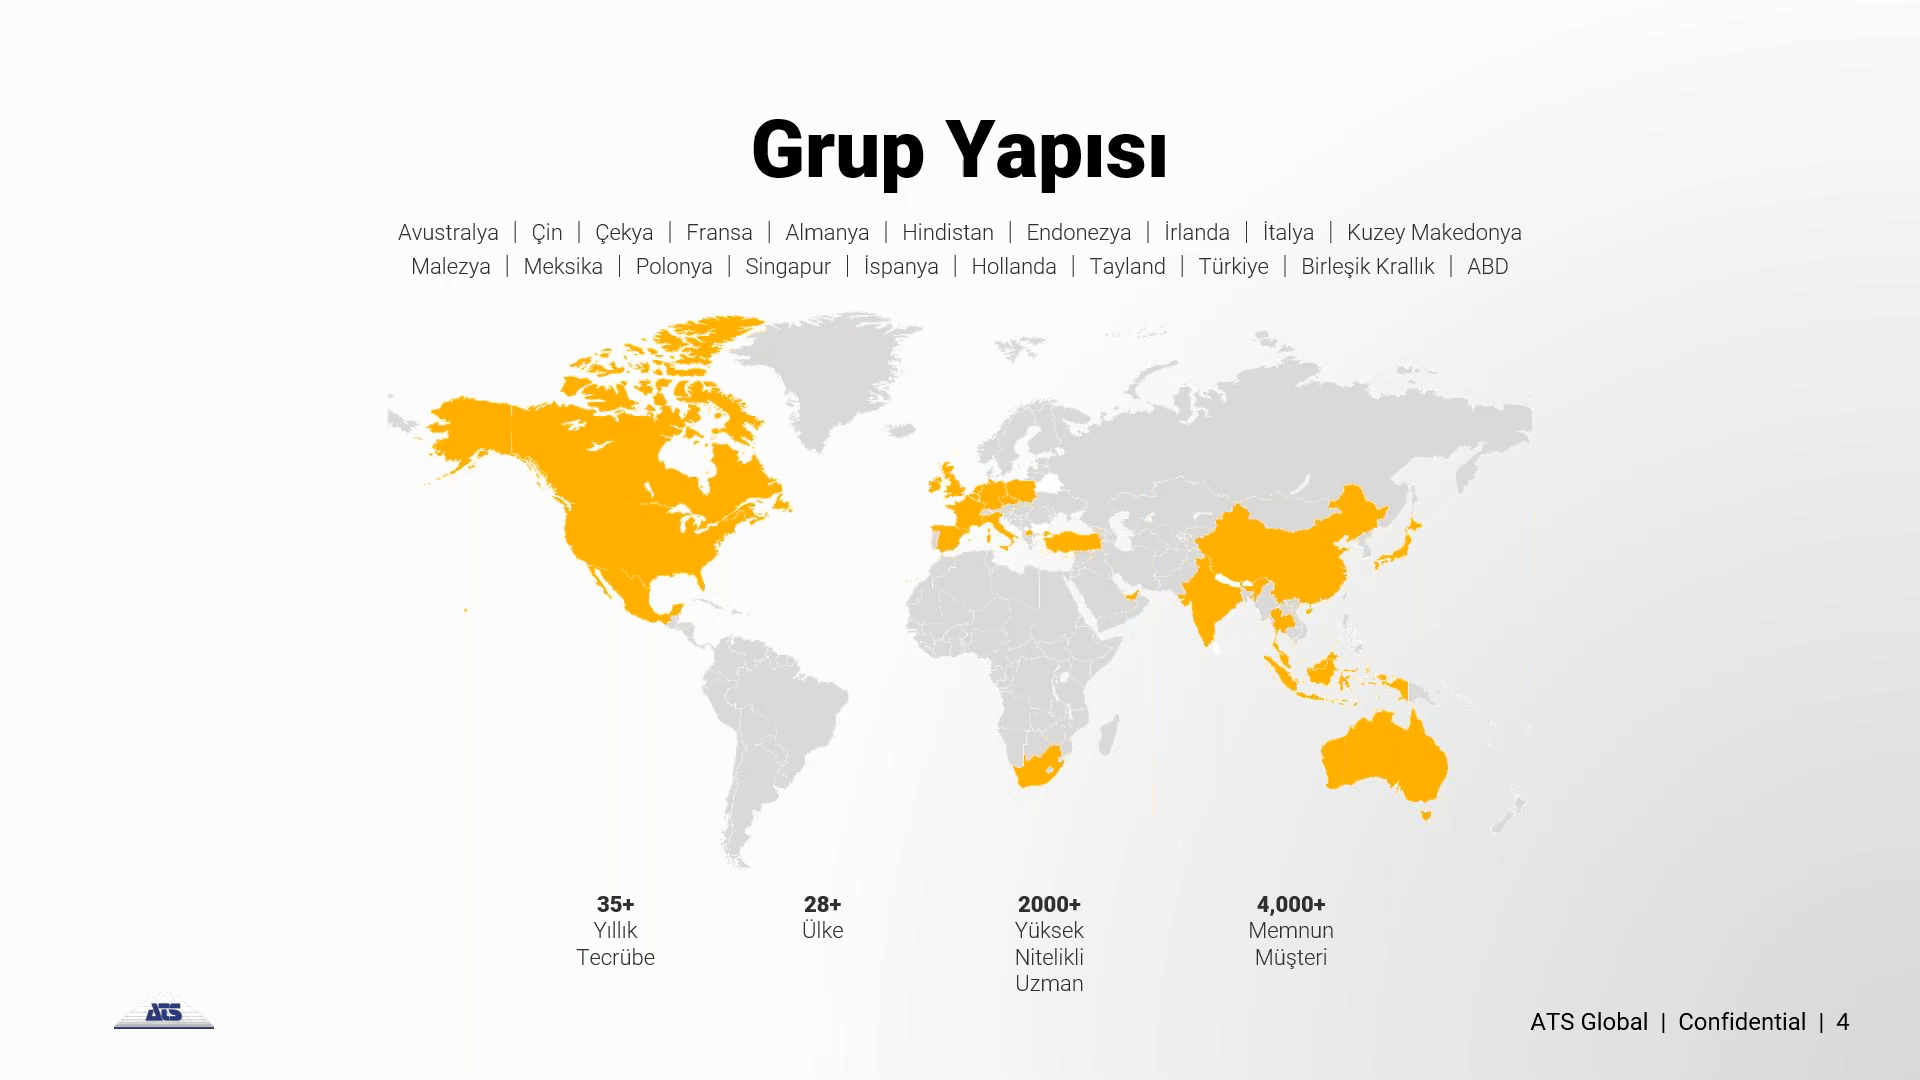 Grup Yapısı
Avustralya | Çin | Çekya | Fransa | Almanya | Hindistan | Endonezya | İrlanda | İtalya | Kuzey Makedonya
Malezya | Meksika | Polonya | Singapur | İspanya | Hollanda | Tayland | Türkiye | Birleşik Krallık | ABD
35+
Yıllık
Tecrübe
28+
Ülke
2000+
Yüksek
Nitelikli
Uzman
4,000+
Memnun
Müşteri
ATS
ATS Global | Confidential | 4